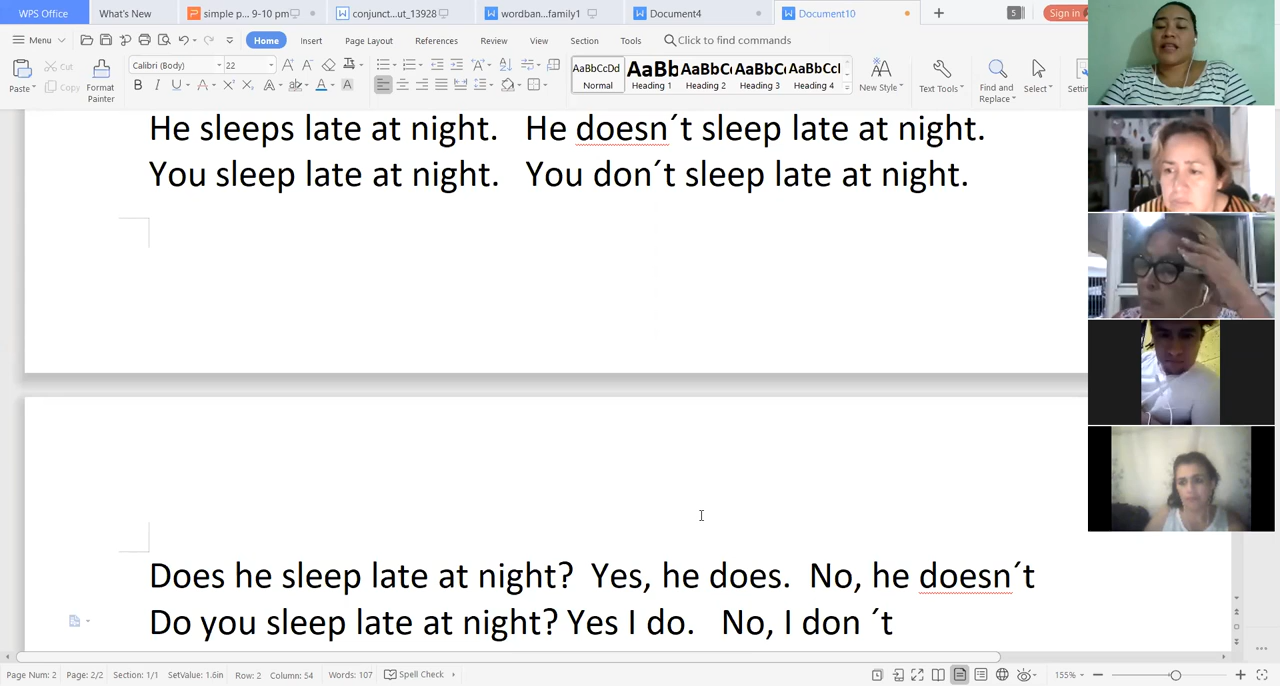 WPS Office What's New simple p... 9-10 pm conjunct...ut_13928 wordban...family1 Document4 Document10 5 Sign in
Menu Home Insert Page Layout References Review View Section Tools Click to find commands
Paste Cut Copy Format Painter Calibri (Body) 22 AaBbCcDd Normal AaBb Heading 1 AaBbC Heading 2 AaBbC Heading 3 AaBbCcl Heading 4 New Style Text Tools Find and Replace Select
He sleeps late at night. He doesn´t sleep late at night.
You sleep late at night. You don´t sleep late at night.
Does he sleep late at night? Yes, he does. No, he doesn´t
Do you sleep late at night? Yes I do. No, I don ´t
Page Num: 2 Page: 2/2 Section: 1/1 SetValue: 1.6in Row: 2 Column: 54 Words: 107 Spell Check 155%